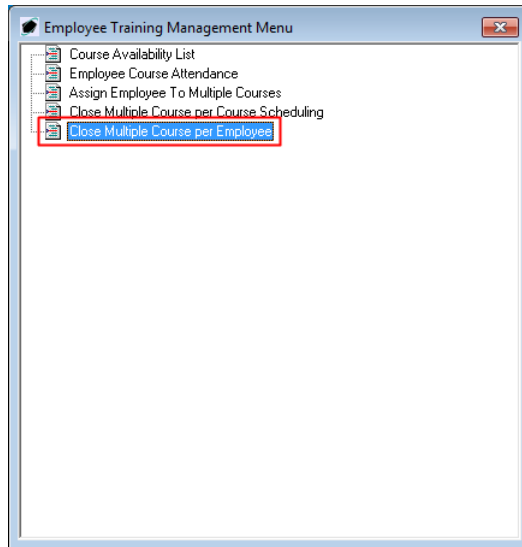 Employee Training Management Menu
Course Availability List
Employee Course Attendance
Assign Employee To Multiple Courses
Close Multiple Course per Course Scheduling
Close Multiple Course per Employee